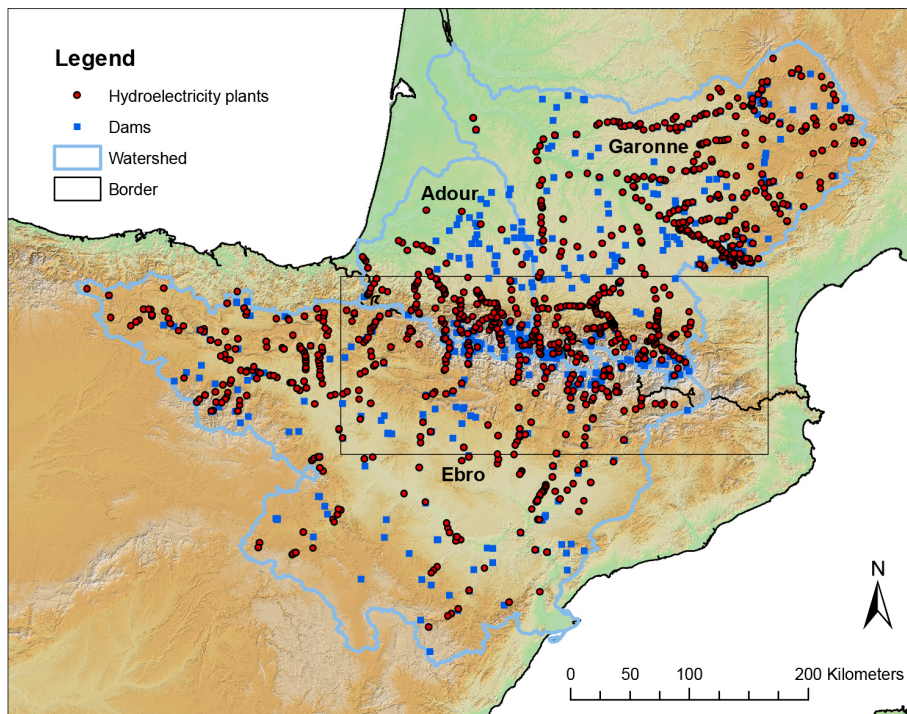 Legend
Hydroelectricity plants
Dams
Watershed
Border
Garonne
Adour
Ebro
N
0 50 100 200 Kilometers